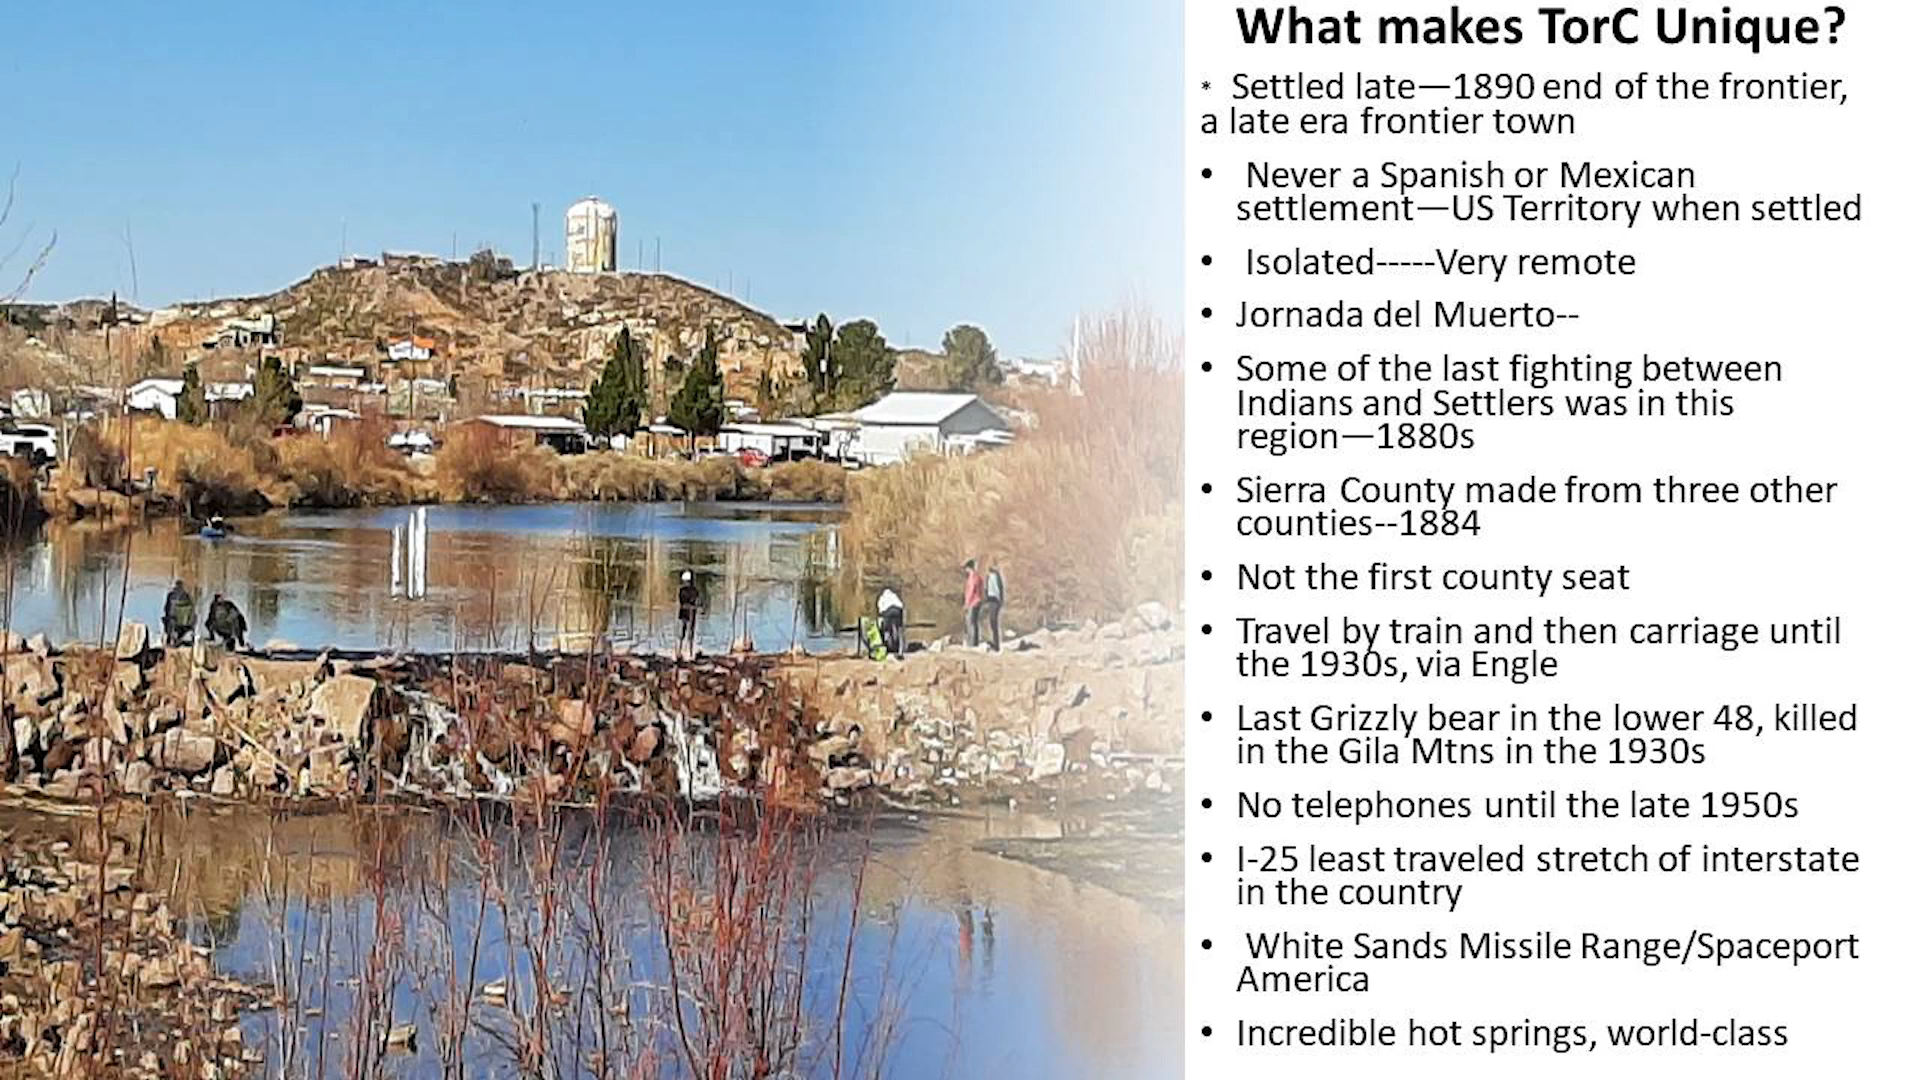 What makes TorC Unique?
* Settled late—1890 end of the frontier,
a late era frontier town
• Never a Spanish or Mexican
settlement—US Territory when settled
• Isolated-----Very remote
• Jornada del Muerto--
• Some of the last fighting between
Indians and Settlers was in this
region—1880s
• Sierra County made from three other
counties--1884
• Not the first county seat
• Travel by train and then carriage until
the 1930s, via Engle
• Last Grizzly bear in the lower 48, killed
in the Gila Mtns in the 1930s
• No telephones until the late 1950s
• I-25 least traveled stretch of interstate
in the country
• White Sands Missile Range/Spaceport
America
• Incredible hot springs, world-class